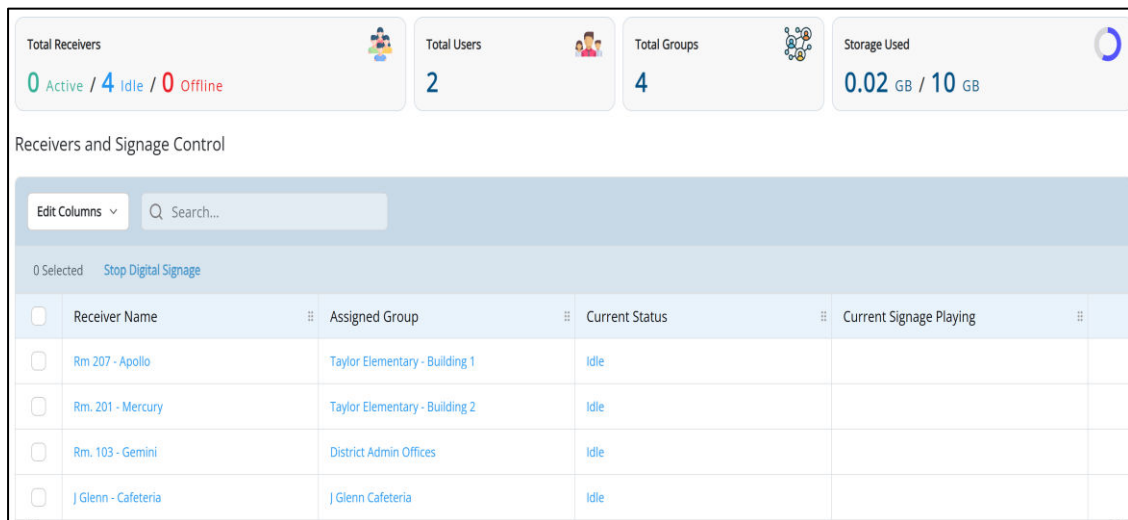 Total Receivers
0 Active / 4 Idle / 0 Offline
Total Users
2
Total Groups
4
Storage Used
0.02 GB / 10 GB
Receivers and Signage Control
Edit Columns
Search...
0 Selected Stop Digital Signage
Receiver Name Assigned Group Current Status Current Signage Playing
Rm 207 - Apollo Taylor Elementary - Building 1 Idle
Rm. 201 - Mercury Taylor Elementary - Building 2 Idle
Rm. 103 - Gemini District Admin Offices Idle
J Glenn - Cafeteria J Glenn Cafeteria Idle